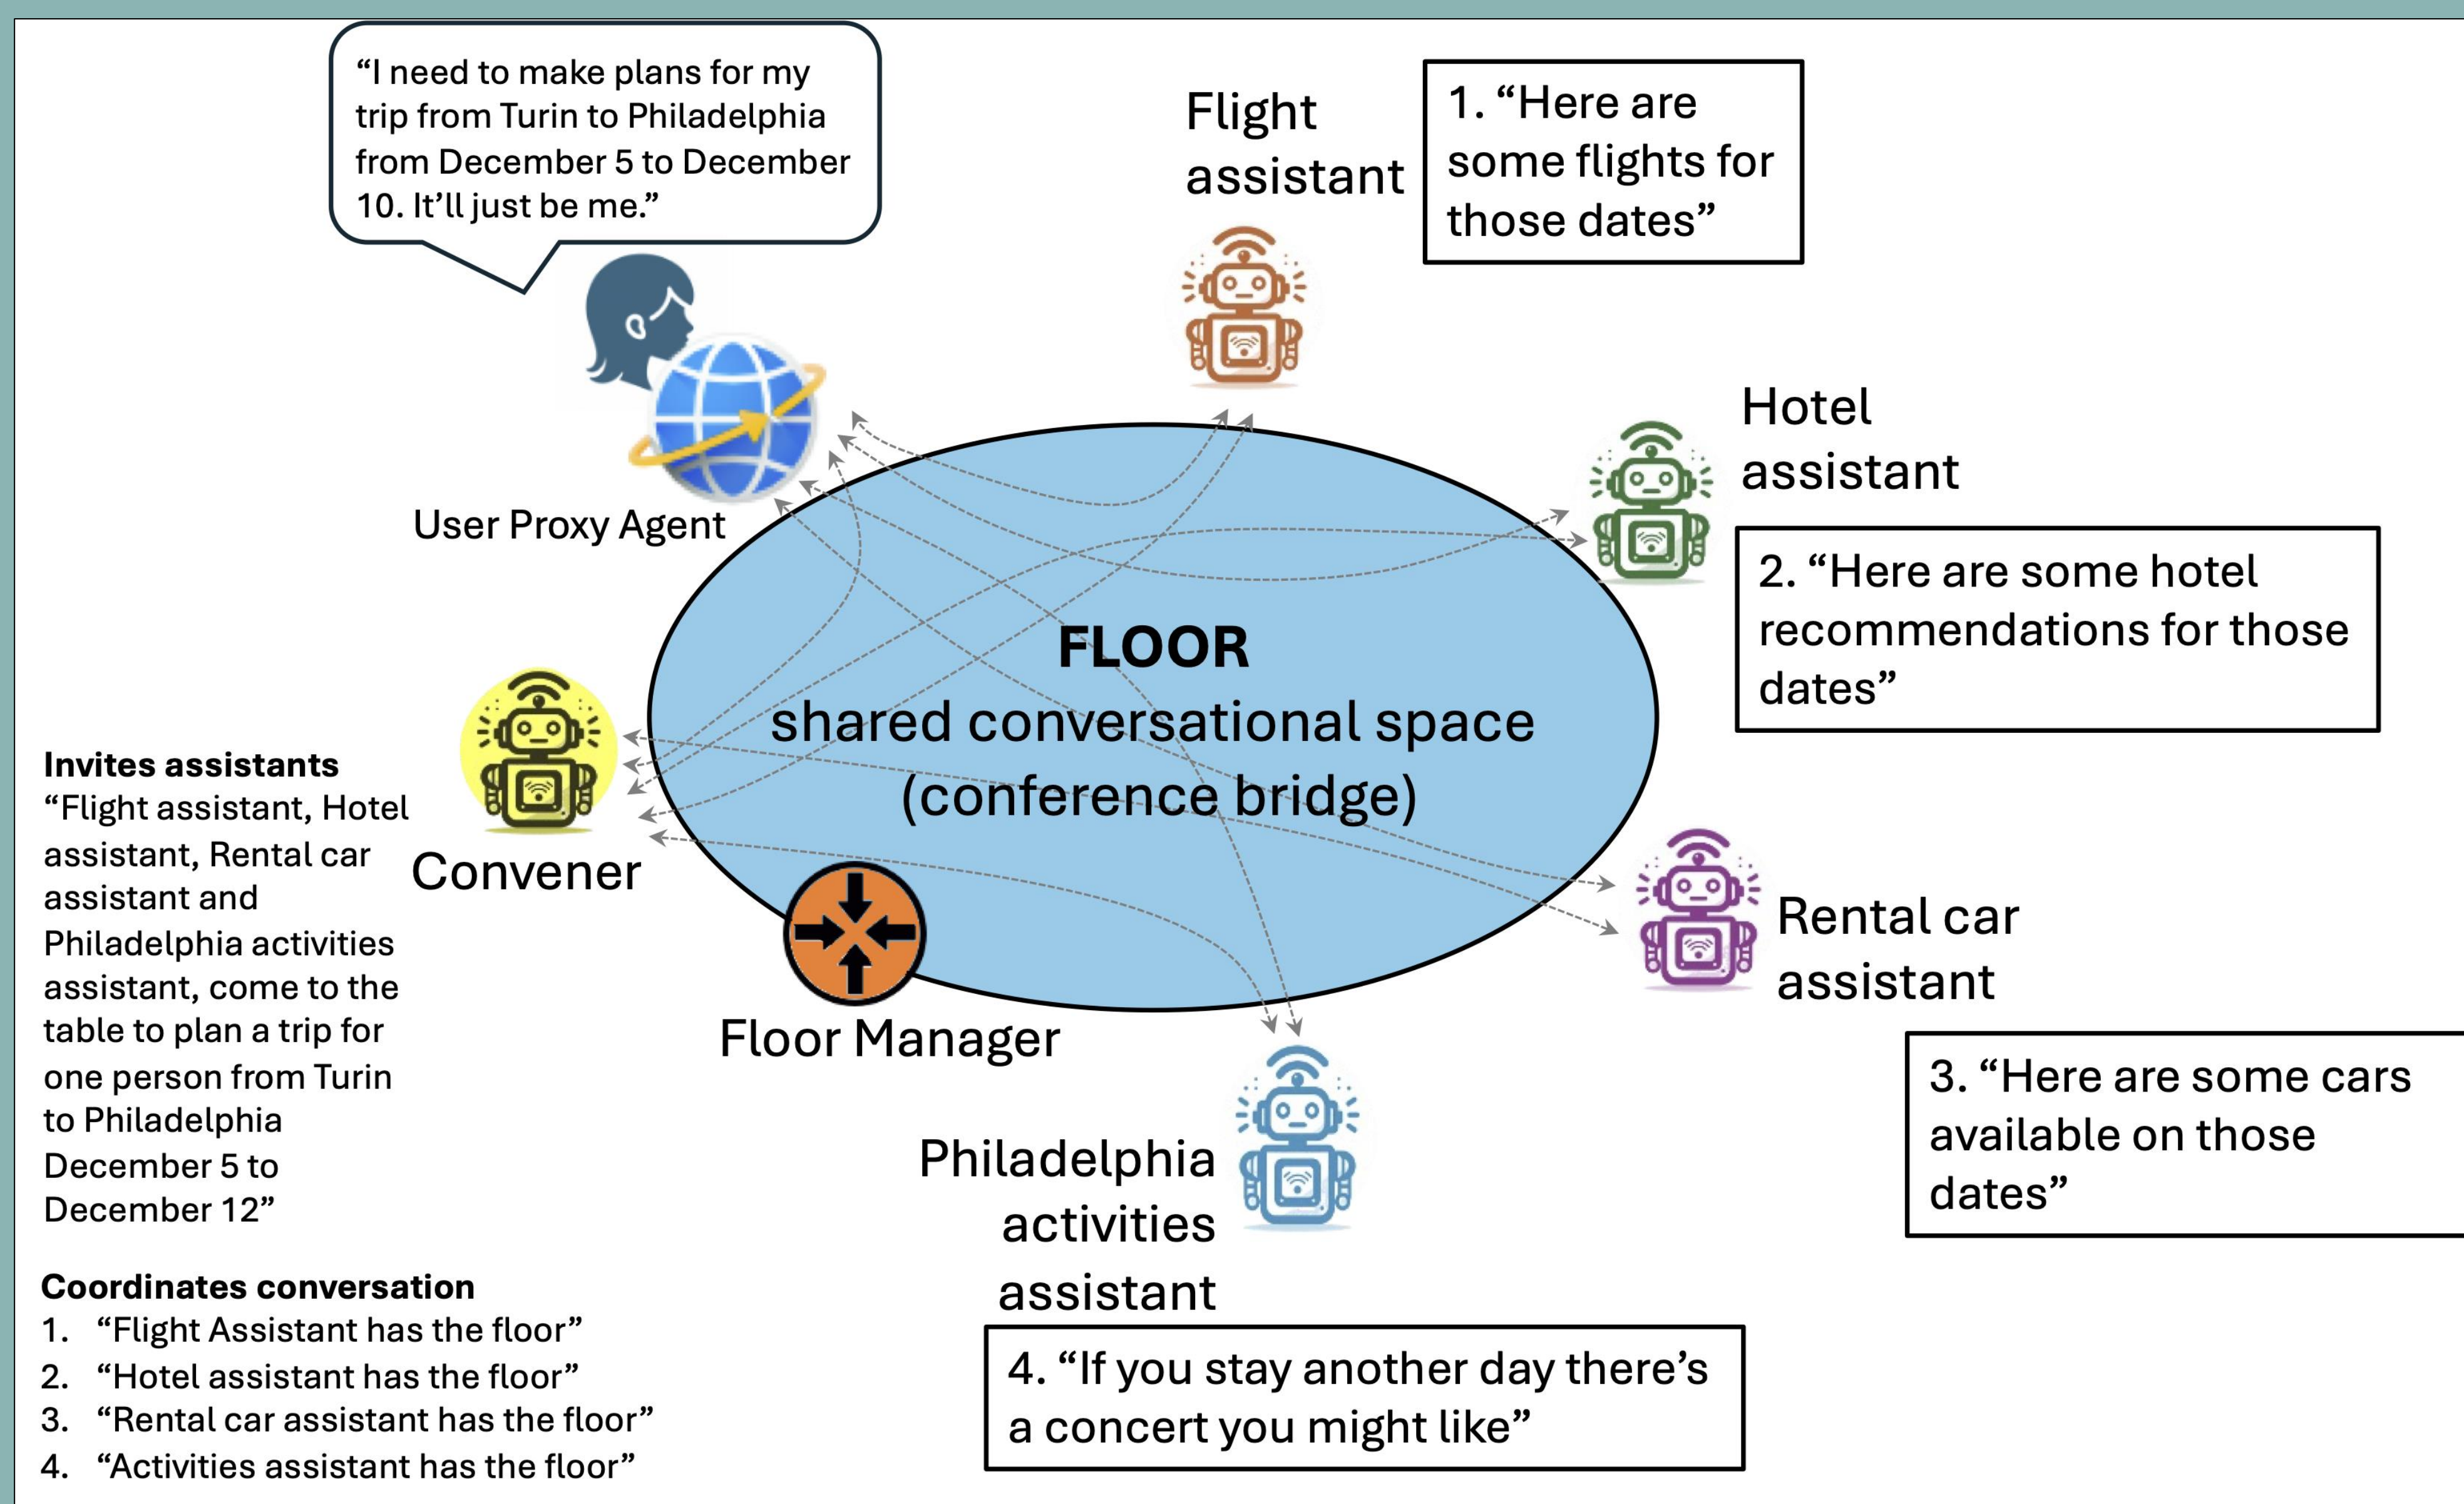 “I need to make plans for my
trip from Turin to Philadelphia
from December 5 to December
10. It’ll just be me.”
User Proxy Agent
Flight
assistant
1. “Here are
some flights for
those dates”
Hotel
assistant
2. “Here are some hotel
recommendations for those
dates”
FLOOR
shared conversational space
(conference bridge)
Convener
Invites assistants
“Flight assistant, Hotel
assistant, Rental car
assistant and
Philadelphia activities
assistant, come to the
table to plan a trip for
one person from Turin
to Philadelphia
December 5 to
December 12”
Floor Manager
Rental car
assistant
3. “Here are some cars
available on those
dates”
Philadelphia
activities
assistant
4. “If you stay another day there’s
a concert you might like”
Coordinates conversation
1. “Flight Assistant has the floor”
2. “Hotel assistant has the floor”
3. “Rental car assistant has the floor”
4. “Activities assistant has the floor”